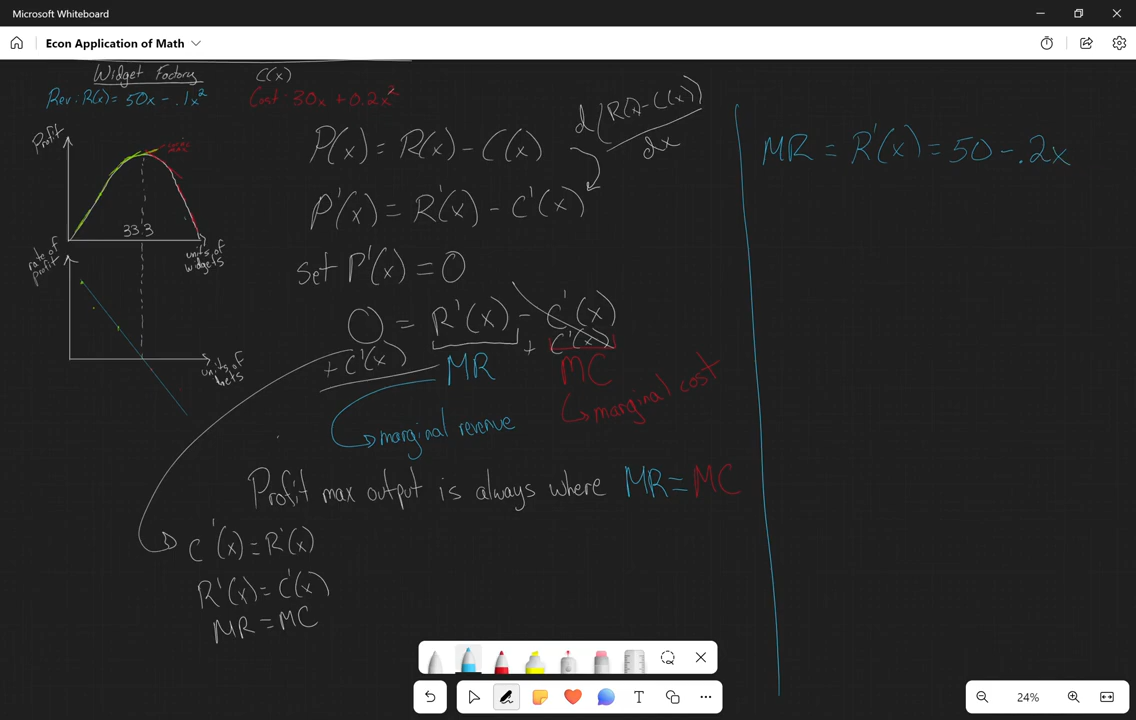 Microsoft Whiteboard
Econ Application of Math
Widget Factory
C(x)
Rev: R(x) = 50x - .1x²
Cost: 30x + 0.2x²
Profit
33.3
units of
widgets
rate of
profit
units of
P(x) = R(x) - C(x)
d(R(x) - C(x))
dx
P'(x) = R'(x) - C'(x)
set P'(x) = 0
0 = R'(x) - C'(x)
+ C'(x) + C'(x)
MR MC
marginal revenue
marginal cost
Profit max output is always where MR = MC
C'(x) = R'(x)
R'(x) = C'(x)
MR = MC
MR = R'(x) = 50 - .2x
24%